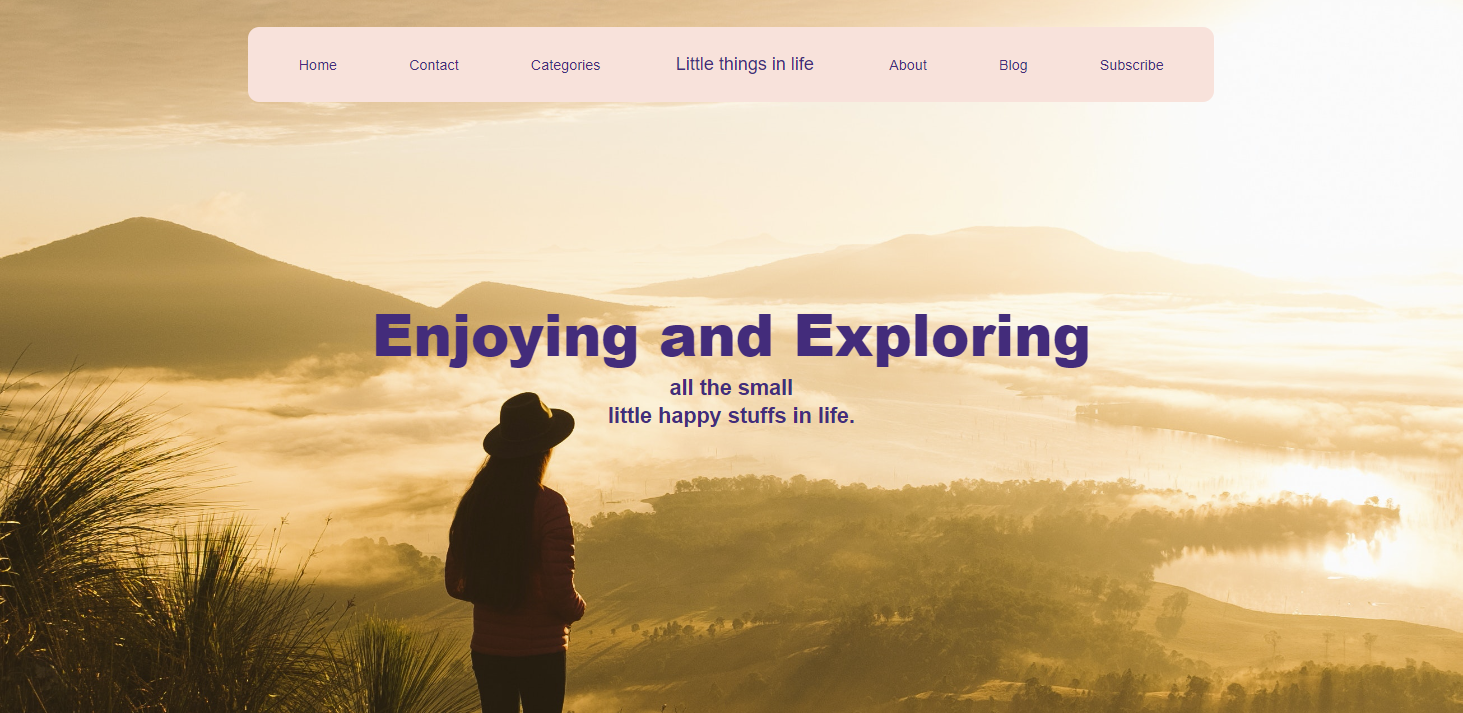 Home Contact Categories Little things in life About Blog Subscribe
Enjoying and Exploring
all the small
little happy stuffs in life.